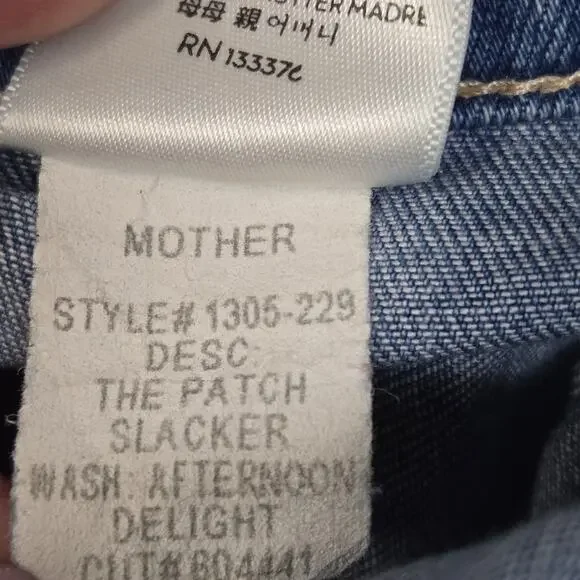 MADRE
母母 親 어머니
RN 13337
MOTHER
STYLE# 1305-229
DESC:
THE PATCH
SLACKER
WASH: AFTERNOON
DELIGHT
CUT# 804441